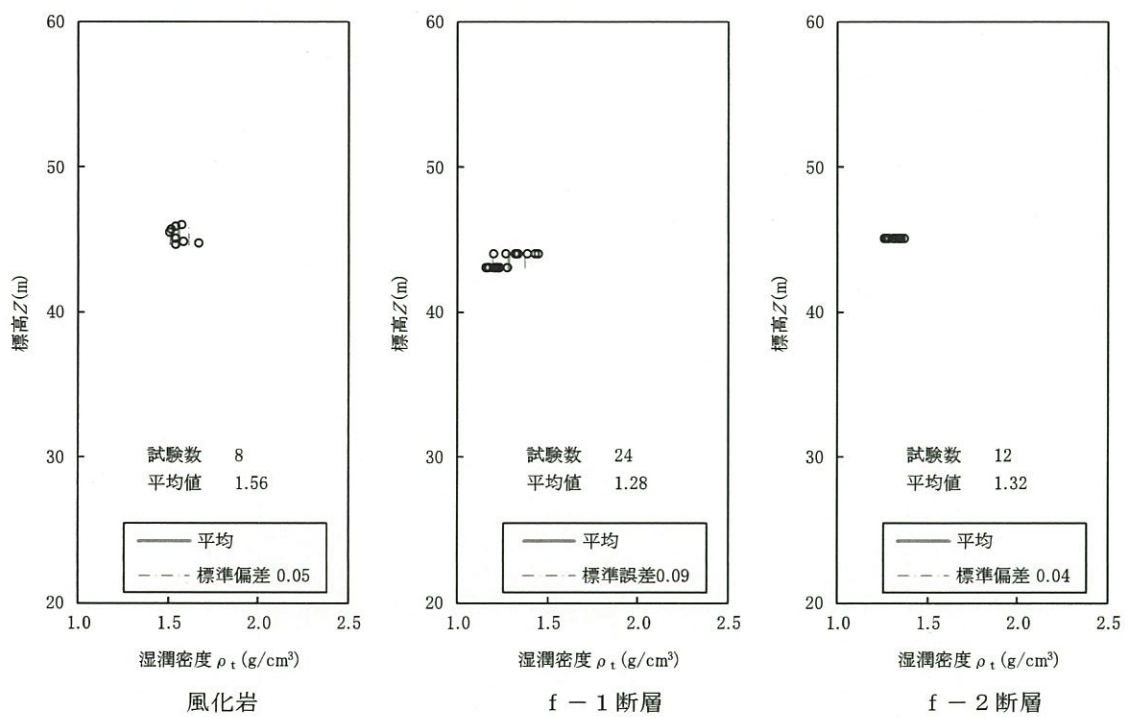 60
50
40
30
20
標高Z(m)
試験数 8
平均値 1.56
平均
標準偏差 0.05
1.0 1.5 2.0 2.5
湿潤密度 ρt (g/cm³)
風化岩
60
50
40
30
20
標高Z(m)
試験数 24
平均値 1.28
平均
標準誤差0.09
1.0 1.5 2.0 2.5
湿潤密度 ρt (g/cm³)
f－1断層
60
50
40
30
20
標高Z(m)
試験数 12
平均値 1.32
平均
標準偏差 0.04
1.0 1.5 2.0 2.5
湿潤密度 ρt (g/cm³)
f－2断層